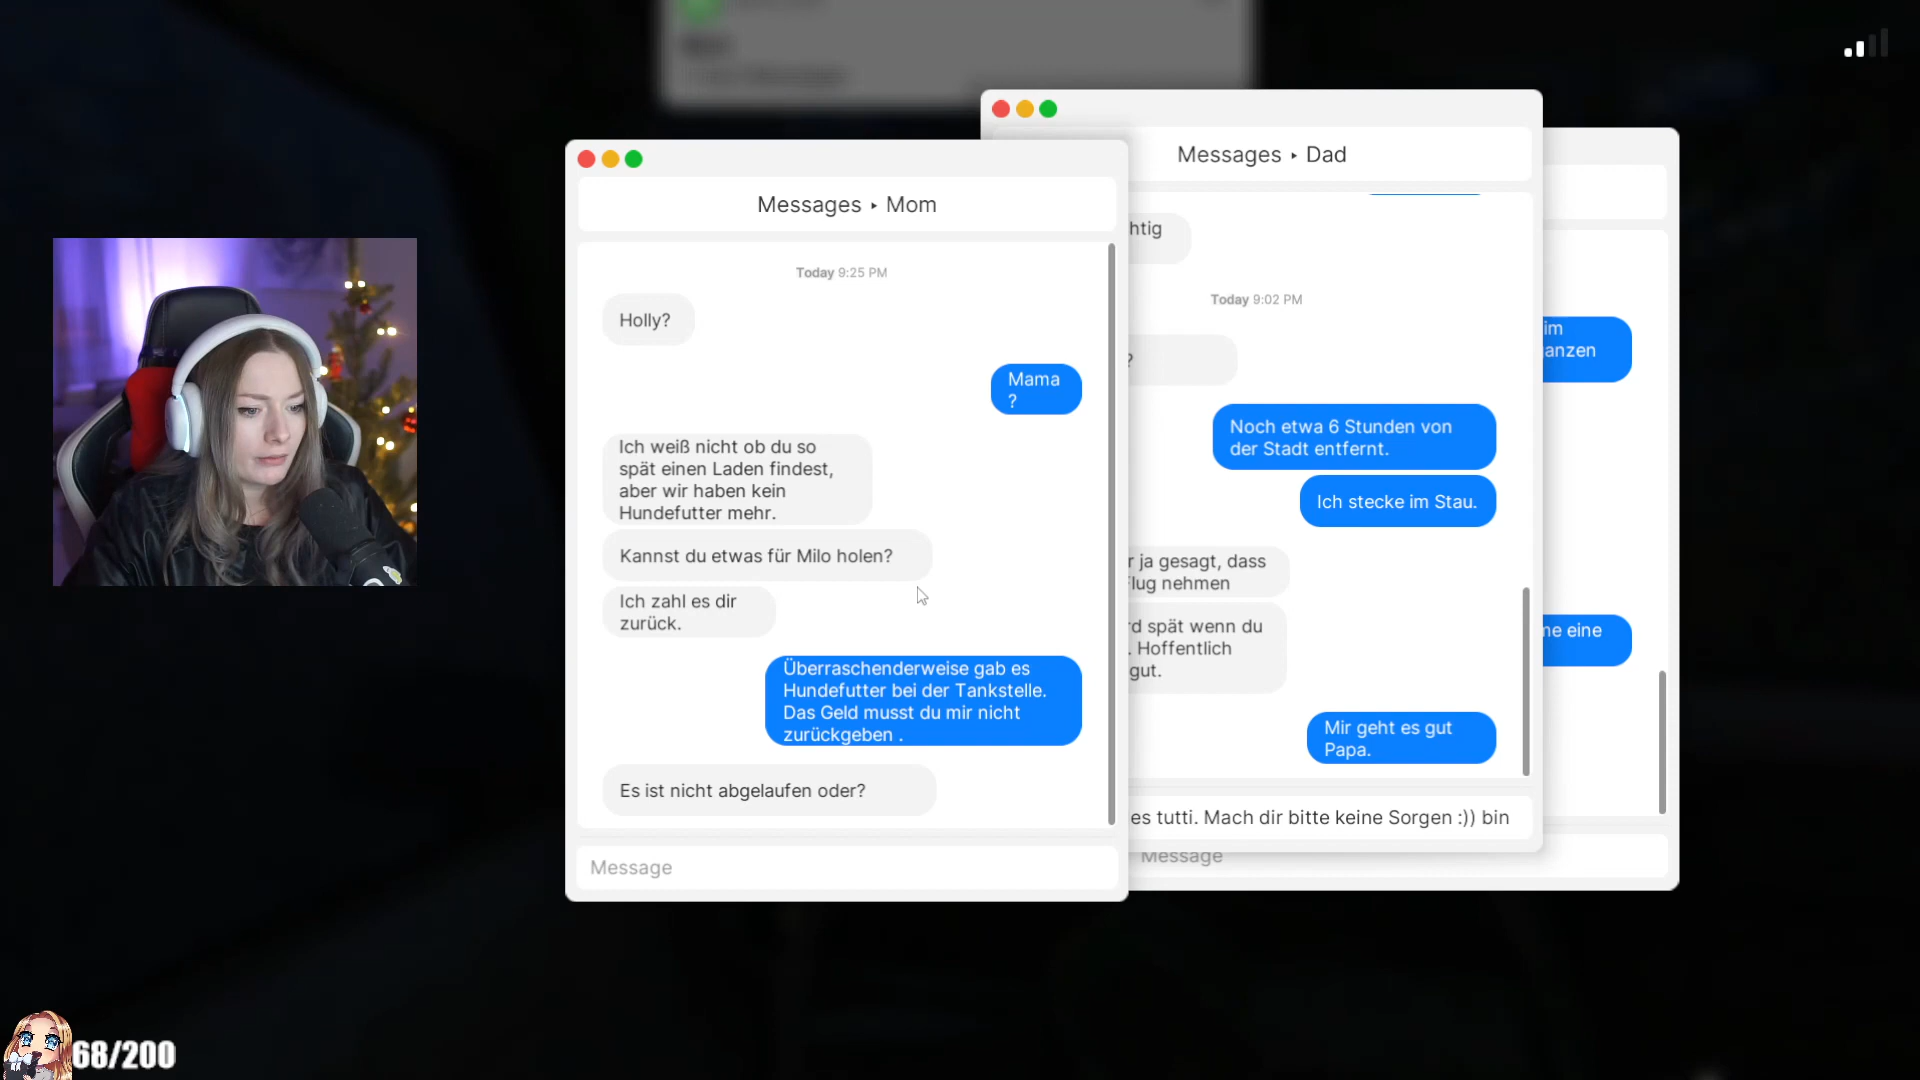 Messages ▸ Mom
Today 9:25 PM
Holly?
Mama
?
Ich weiß nicht ob du so
spät einen Laden findest,
aber wir haben kein
Hundefutter mehr.
Kannst du etwas für Milo holen?
Ich zahl es dir
zurück.
Überraschenderweise gab es
Hundefutter bei der Tankstelle.
Das Geld musst du mir nicht
zurückgeben .
Es ist nicht abgelaufen oder?
Message
Messages ▸ Dad
htig
Today 9:02 PM
?
Noch etwa 6 Stunden von
der Stadt entfernt.
Ich stecke im Stau.
r ja gesagt, dass
Flug nehmen
rd spät wenn du
. Hoffentlich
gut.
Mir geht es gut
Papa.
es tutti. Mach dir bitte keine Sorgen :)) bin
im
anzen
me eine
Message
68/200